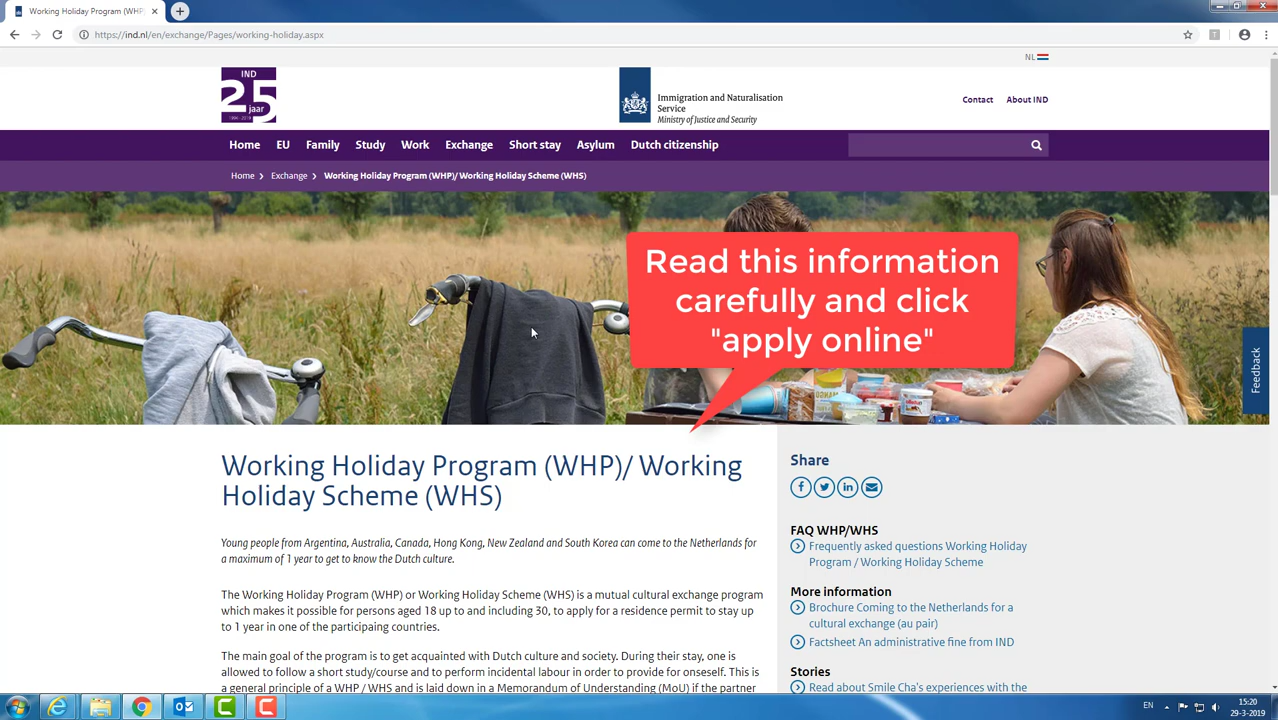 Working Holiday Program (WHP)
https://ind.nl/en/exchange/Pages/working-holiday.aspx
NL
IND
25
jaar
Immigration and Naturalisation
Service
Ministry of Justice and Security
Contact
About IND
Home
EU
Family
Study
Work
Exchange
Short stay
Asylum
Dutch citizenship
Home > Exchange > Working Holiday Program (WHP)/ Working Holiday Scheme (WHS)
Read this information
carefully and click
"apply online"
Feedback
Working Holiday Program (WHP)/ Working
Holiday Scheme (WHS)
Young people from Argentina, Australia, Canada, Hong Kong, New Zealand and South Korea can come to the Netherlands for
a maximum of 1 year to get to know the Dutch culture.
The Working Holiday Program (WHP) or Working Holiday Scheme (WHS) is a mutual cultural exchange program
which makes it possible for persons aged 18 up to and including 30, to apply for a residence permit to stay up
to 1 year in one of the participaing countries.
The main goal of the program is to get acquainted with Dutch culture and society. During their stay, one is
allowed to follow a short study/course and to perform incidental labour in order to provide for oneself. This is
a general principle of a WHP / WHS and is laid down in a Memorandum of Understanding (MoU) if the partner
Share
FAQ WHP/WHS
Frequently asked questions Working Holiday
Program / Working Holiday Scheme
More information
Brochure Coming to the Netherlands for a
cultural exchange (au pair)
Factsheet An administrative fine from IND
Stories
Read about Smile Cha's experiences with the
EN
15:20
29-3-2019